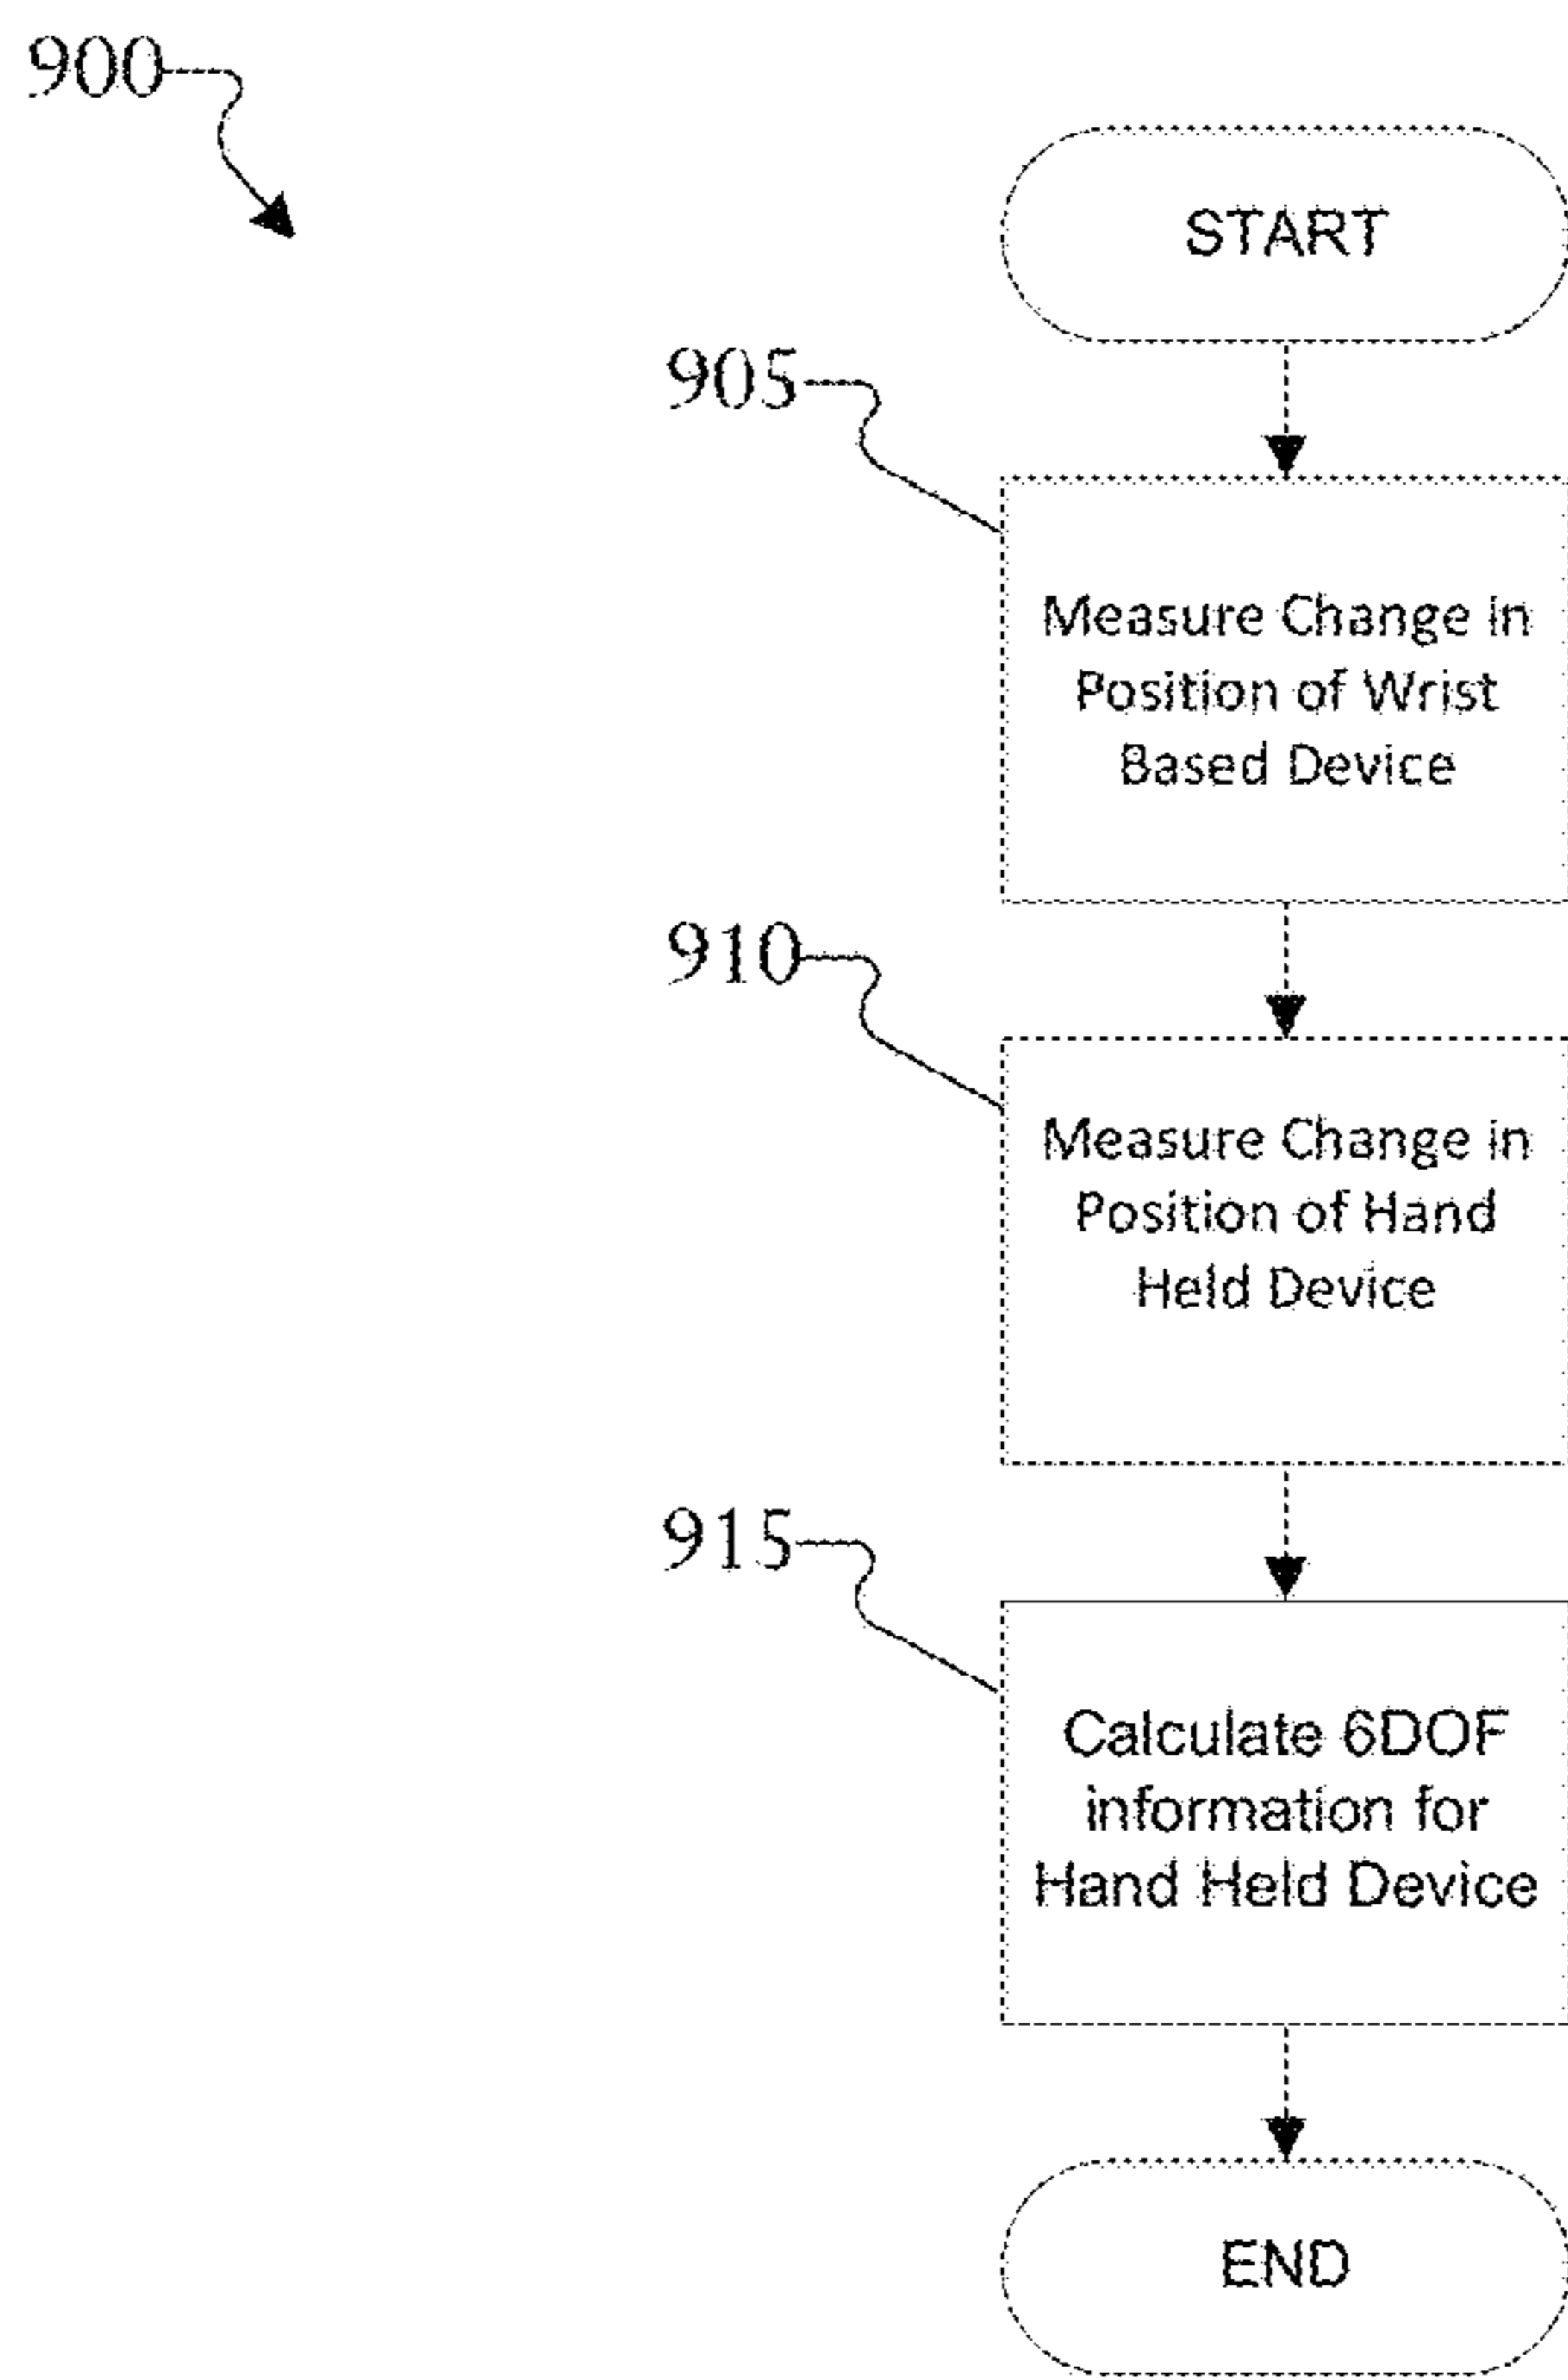 900
START
905
Measure Change in
Position of Wrist
Based Device
910
Measure Change in
Position of Hand
Held Device
915
Calculate 6DOF
information for
Hand Held Device
END